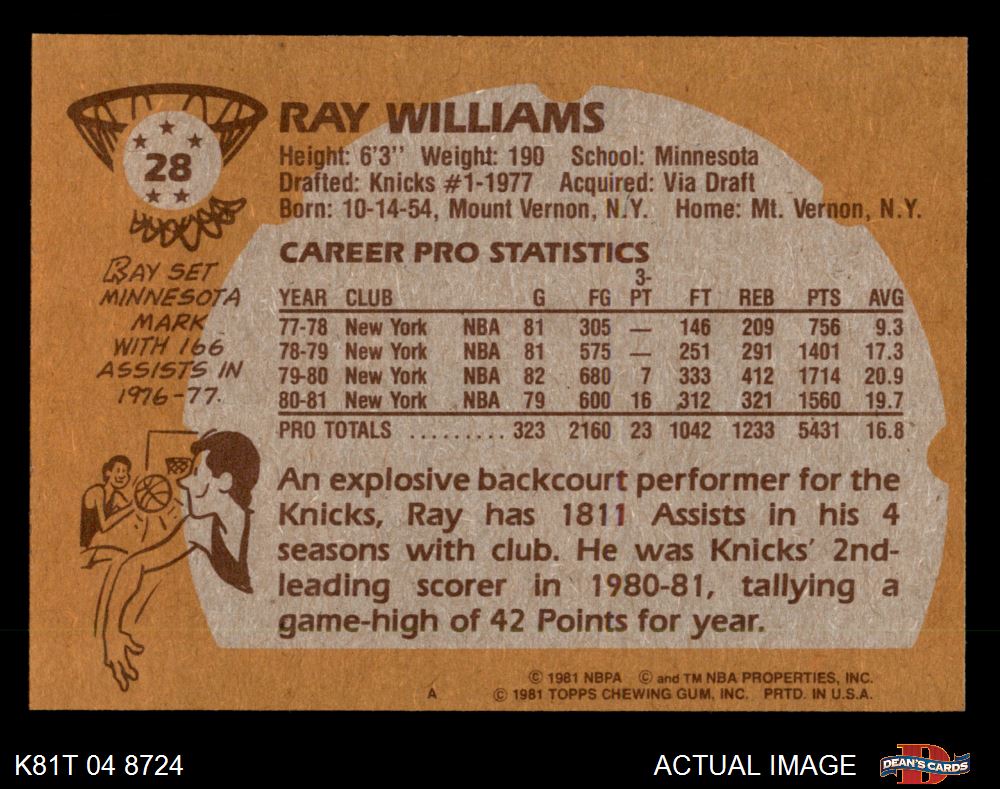 28
RAY WILLIAMS
Height: 6'3'' Weight: 190 School: Minnesota
Drafted: Knicks #1-1977 Acquired: Via Draft
Born: 10-14-54, Mount Vernon, N.Y. Home: Mt. Vernon, N.Y.
RAY SET
MINNESOTA
MARK
WITH 166
ASSISTS IN
1976-77.
CAREER PRO STATISTICS
YEAR CLUB G FG 3-PT FT REB PTS AVG
77-78 New York NBA 81 305 — 146 209 756 9.3
78-79 New York NBA 81 575 — 251 291 1401 17.3
79-80 New York NBA 82 680 7 333 412 1714 20.9
80-81 New York NBA 79 600 16 312 321 1560 19.7
PRO TOTALS ......... 323 2160 23 1042 1233 5431 16.8
An explosive backcourt performer for the
Knicks, Ray has 1811 Assists in his 4
seasons with club. He was Knicks' 2nd-
leading scorer in 1980-81, tallying a
game-high of 42 Points for year.
© 1981 NBPA © and TM NBA PROPERTIES, INC.
A © 1981 TOPPS CHEWING GUM, INC. PRTD. IN U.S.A.
K81T 04 8724 ACTUAL IMAGE DEAN'S CARDS